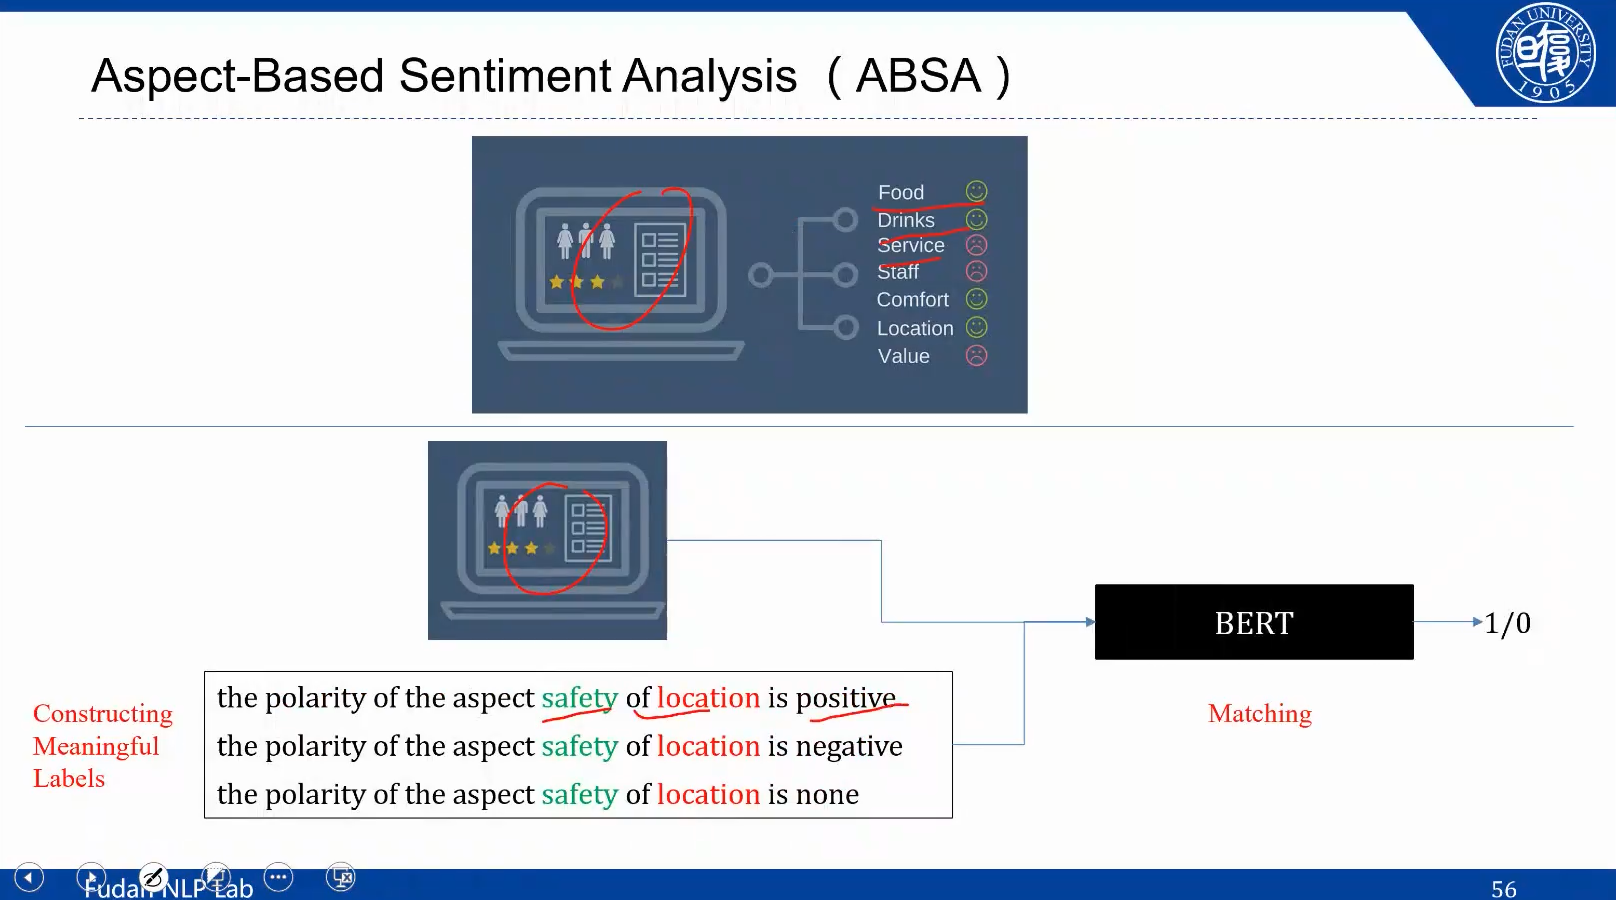 Aspect-Based Sentiment Analysis （ABSA）
FUDAN UNIVERSITY
1905
Food
Drinks
Service
Staff
Comfort
Location
Value
BERT
1/0
Matching
Constructing
Meaningful
Labels
the polarity of the aspect safety of location is positive
the polarity of the aspect safety of location is negative
the polarity of the aspect safety of location is none
Fudan NLP Lab
56